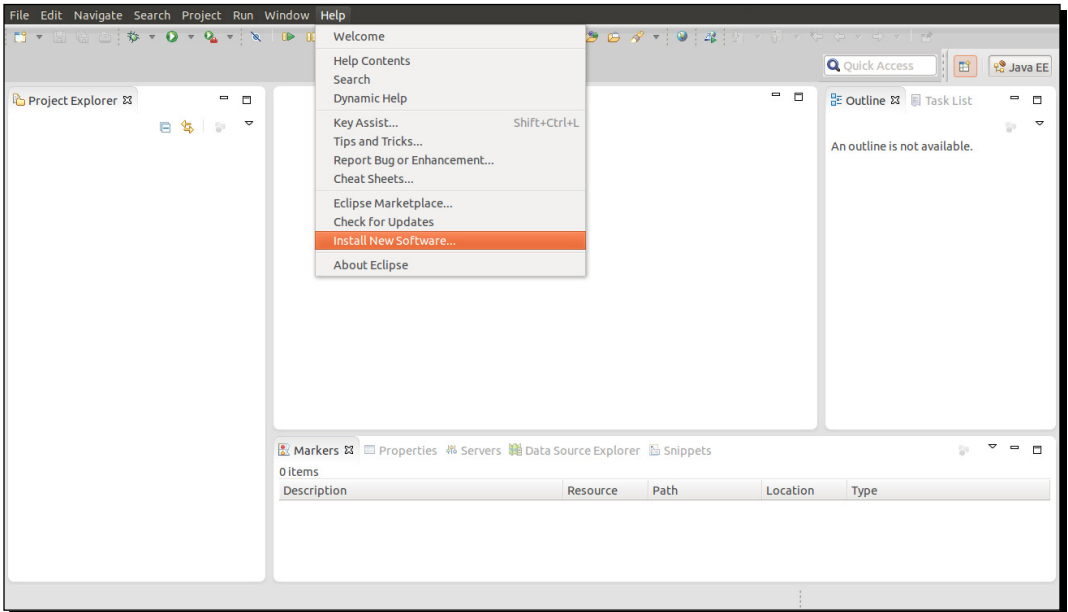 File Edit Navigate Search Project Run Window Help
Welcome
Help Contents
Search
Dynamic Help
Key Assist... Shift+Ctrl+L
Tips and Tricks...
Report Bug or Enhancement...
Cheat Sheets...
Eclipse Marketplace...
Check for Updates
Install New Software...
About Eclipse
Quick Access
Java EE
Project Explorer
Outline Task List
An outline is not available.
Markers Properties Servers Data Source Explorer Snippets
0 items
Description Resource Path Location Type